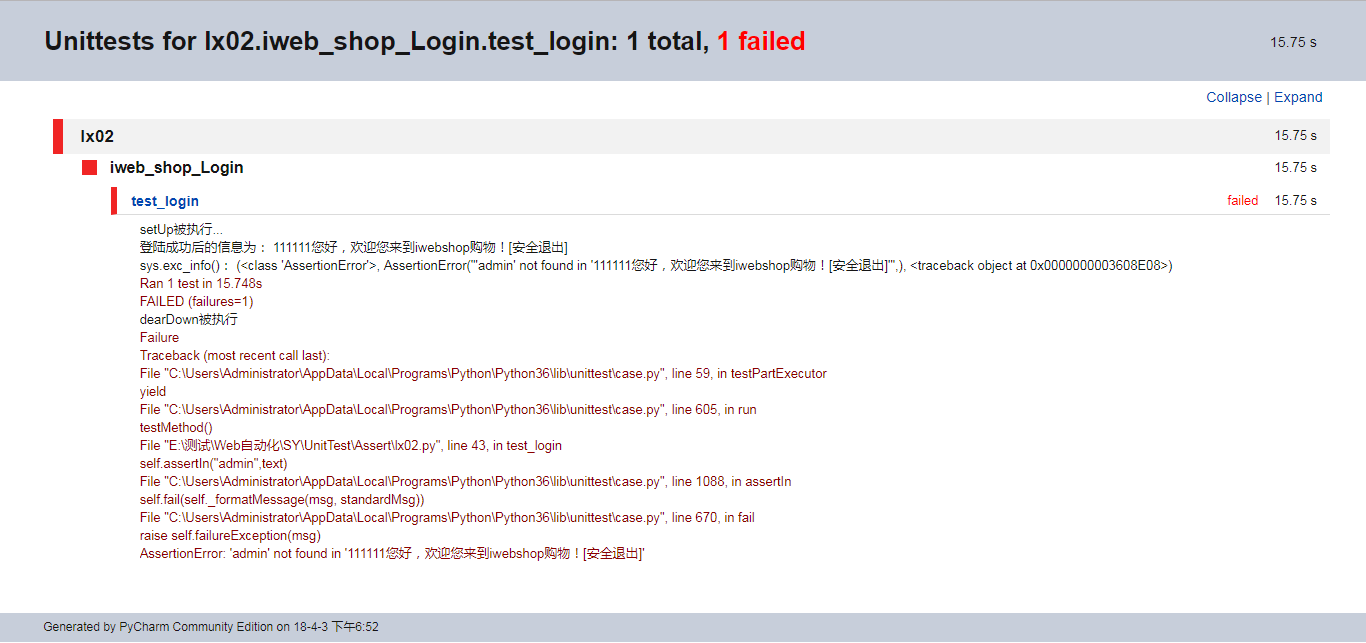 Unittests for lx02.iweb_shop_Login.test_login: 1 total, 1 failed
15.75 s
Collapse | Expand
lx02 15.75 s
iweb_shop_Login 15.75 s
test_login failed 15.75 s
setUp被执行...
登陆成功后的信息为： 111111您好，欢迎您来到iwebshop购物！[安全退出]
sys.exc_info()： (<class 'AssertionError'>, AssertionError("'admin' not found in '111111您好，欢迎您来到iwebshop购物！[安全退出]'",), <traceback object at 0x0000000003608E08>)
Ran 1 test in 15.748s
FAILED (failures=1)
dearDown被执行
Failure
Traceback (most recent call last):
File "C:\Users\Administrator\AppData\Local\Programs\Python\Python36\lib\unittest\case.py", line 59, in testPartExecutor
yield
File "C:\Users\Administrator\AppData\Local\Programs\Python\Python36\lib\unittest\case.py", line 605, in run
testMethod()
File "E:\测试\Web自动化\SY\UnitTest\Assert\lx02.py", line 43, in test_login
self.assertIn("admin",text)
File "C:\Users\Administrator\AppData\Local\Programs\Python\Python36\lib\unittest\case.py", line 1088, in assertIn
self.fail(self._formatMessage(msg, standardMsg))
File "C:\Users\Administrator\AppData\Local\Programs\Python\Python36\lib\unittest\case.py", line 670, in fail
raise self.failureException(msg)
AssertionError: 'admin' not found in '111111您好，欢迎您来到iwebshop购物！[安全退出]'
Generated by PyCharm Community Edition on 18-4-3 下午6:52